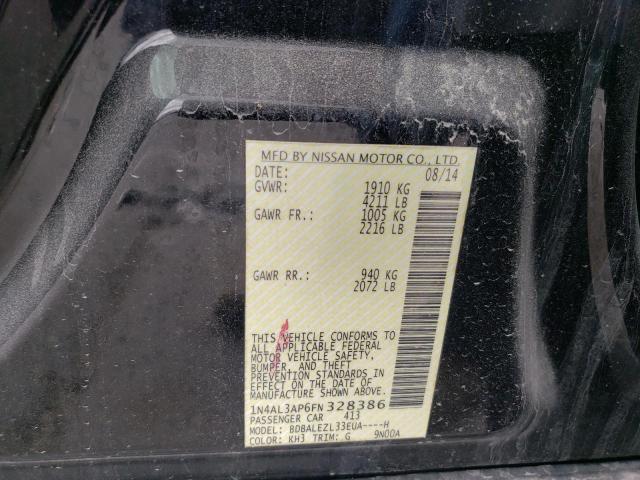 MFD BY NISSAN MOTOR CO., LTD.
DATE: 08/14
GVWR: 1910 KG
4211 LB
GAWR FR.: 1005 KG
2216 LB
GAWR RR.: 940 KG
2072 LB
THIS VEHICLE CONFORMS TO
ALL APPLICABLE FEDERAL
MOTOR VEHICLE SAFETY,
BUMPER, AND THEFT
PREVENTION STANDARDS IN
EFFECT ON THE DATE OF
MANUFACTURE SHOWN ABOVE.
1N4AL3AP6FN328386
PASSENGER CAR 413
MODEL: BDBALEZL33EUA----H
COLOR: KH3 TRIM: G 9N00A